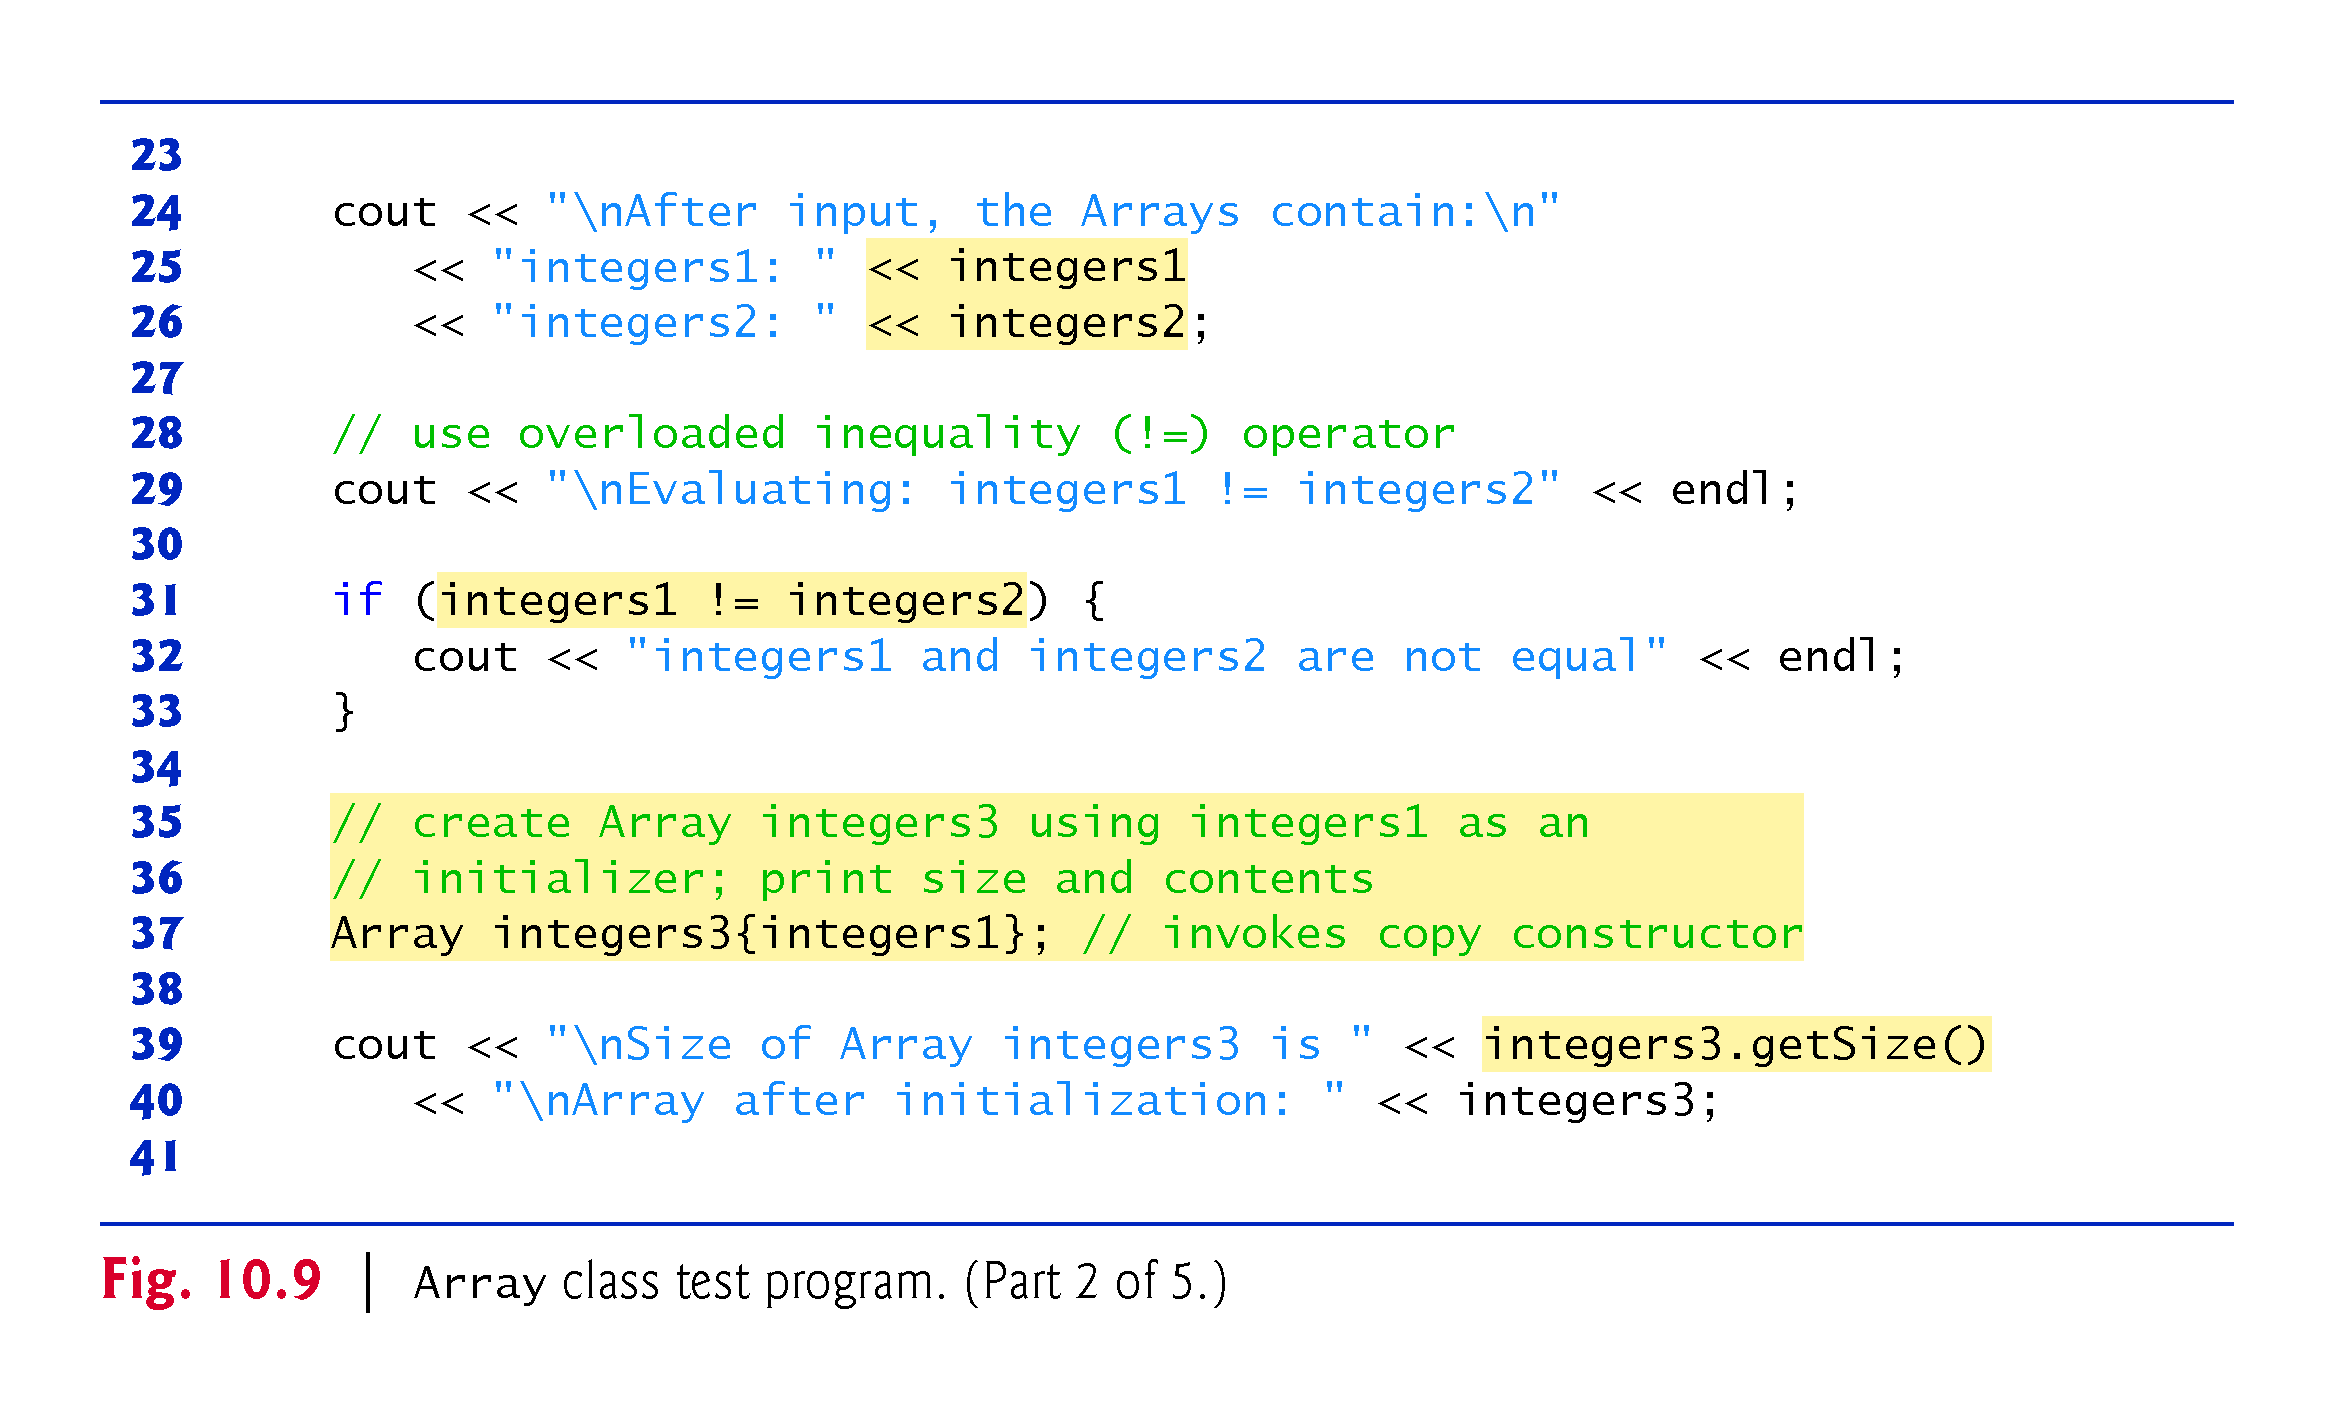 23
24 cout << "\nAfter input, the Arrays contain:\n"
25 << "integers1: " << integers1
26 << "integers2: " << integers2;
27
28 // use overloaded inequality (!=) operator
29 cout << "\nEvaluating: integers1 != integers2" << endl;
30
31 if (integers1 != integers2) {
32 cout << "integers1 and integers2 are not equal" << endl;
33 }
34
35 // create Array integers3 using integers1 as an
36 // initializer; print size and contents
37 Array integers3{integers1}; // invokes copy constructor
38
39 cout << "\nSize of Array integers3 is " << integers3.getSize()
40 << "\nArray after initialization: " << integers3;
41
Fig. 10.9 | Array class test program. (Part 2 of 5.)